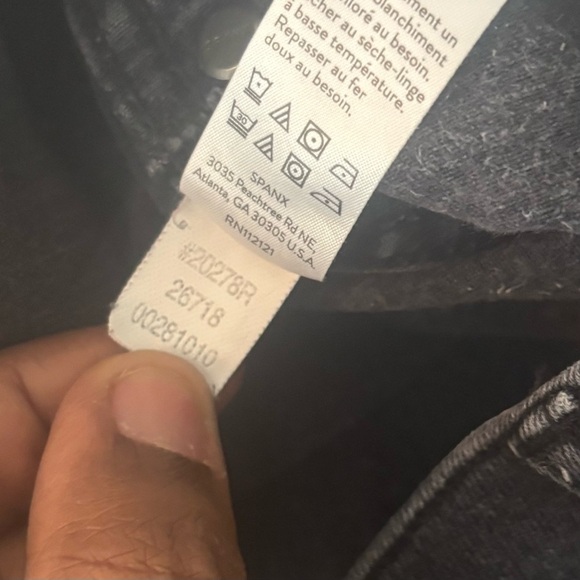 ment un
blanchiment
loré au besoin.
cher au sèche-linge
à basse température.
Repasser au fer
doux au besoin.
30
SPANX
3035 Peachtree Rd NE,
Atlanta, GA 30305 U.S.A.
RN112121
#20278R
26718
00281010